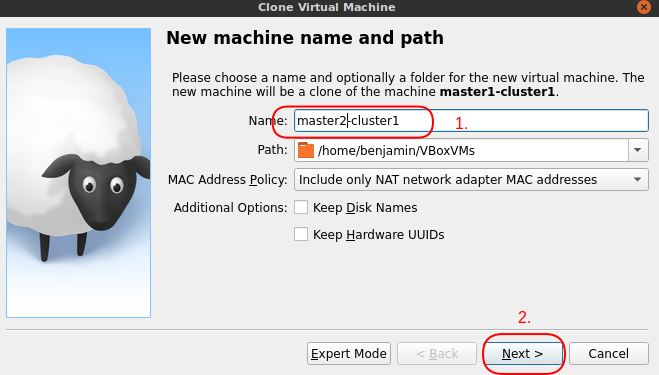 Clone Virtual Machine
New machine name and path
Please choose a name and optionally a folder for the new virtual machine. The
new machine will be a clone of the machine master1-cluster1.
Name: master2-cluster1 1.
Path: /home/benjamin/VBoxVMs
MAC Address Policy: Include only NAT network adapter MAC addresses
Additional Options: Keep Disk Names
Keep Hardware UUIDs
2.
Expert Mode < Back Next > Cancel